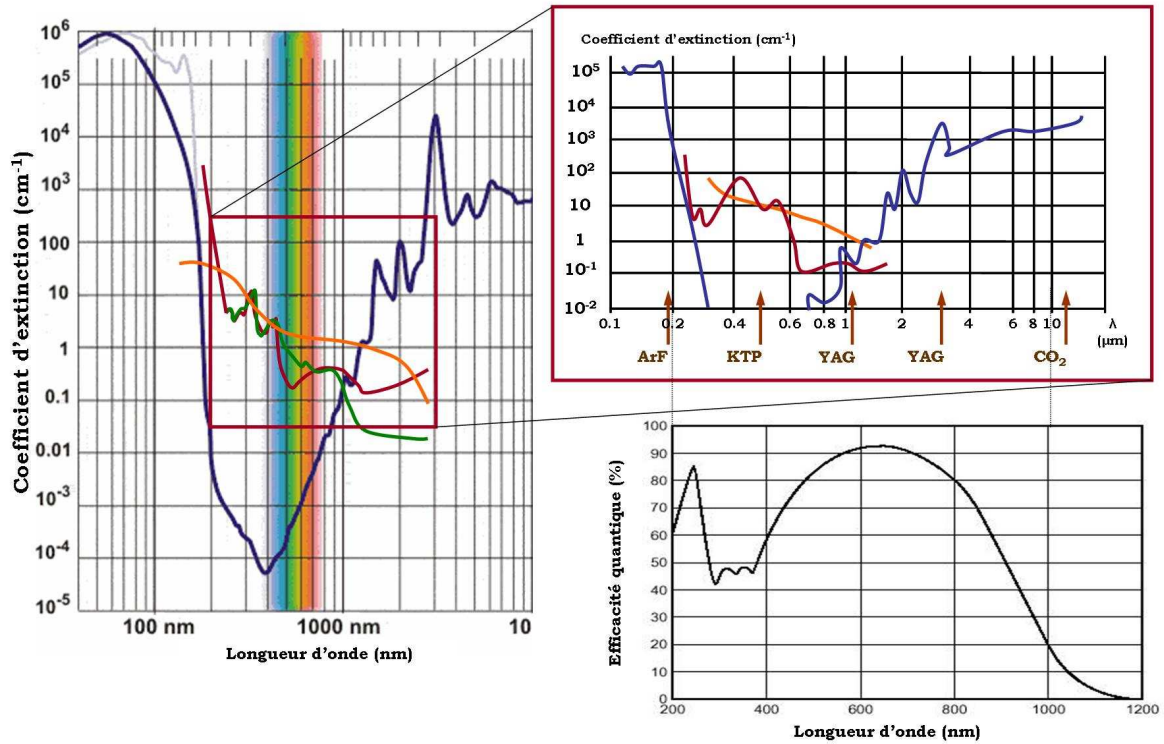 Coefficient d'extinction (cm⁻¹)
10⁶
10⁵
10⁴
10³
100
10
1
0.1
0.01
10⁻³
10⁻⁴
10⁻⁵
100 nm
1000 nm
10
Longueur d'onde (nm)
Coefficient d'extinction (cm⁻¹)
10⁵
10⁴
10³
10²
10
1
10⁻¹
10⁻²
0.1 0.2 0.4 0.6 0.8 1 2 4 6 8 10 λ
(µm)
ArF KTP YAG YAG CO₂
Efficacité quantique (%)
100
90
80
70
60
50
40
30
20
10
0
200 400 600 800 1000 1200
Longueur d'onde (nm)